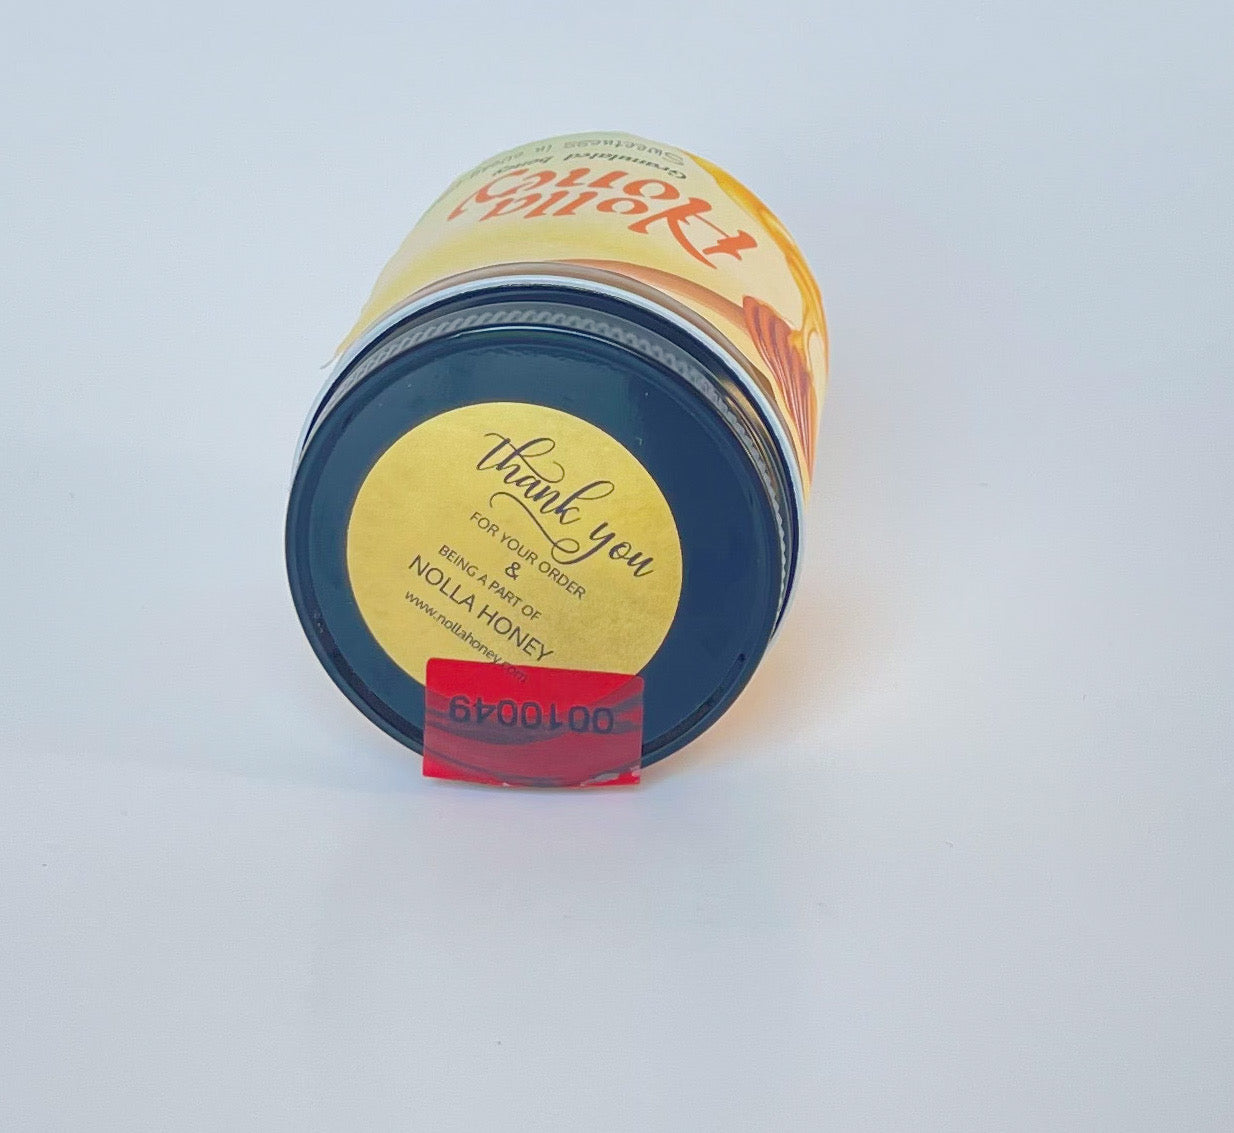 thank you
FOR YOUR ORDER
&
BEING A PART OF
NOLLA HONEY
www.nollahoney.com
0010049
Nolla
Honey
Granulated honey
Sweetness in every